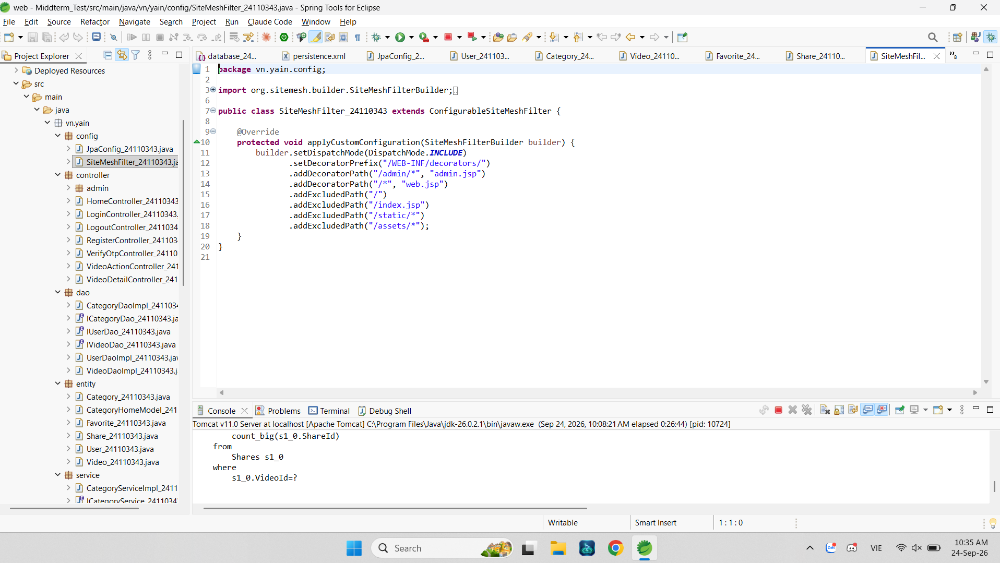 web - Middterm_Test/src/main/java/vn/yain/config/SiteMeshFilter_24110343.java - Spring Tools for Eclipse
File Edit Source Refactor Navigate Search Project Run Claude Code Window Help
Project Explorer
database_24...
persistence.xml
JpaConfig_2...
User_241103...
Category_24...
Video_24110...
Favorite_24...
Share_24110...
SiteMeshFil...
»8
Deployed Resources
src
main
java
vn.yain
config
JpaConfig_24110343.java
SiteMeshFilter_24110343.ja
controller
admin
HomeController_24110343
LoginController_24110343.
LogoutController_2411034
RegisterController_241103
VerifyOtpController_24110
VideoActionController_241
VideoDetailController_241
dao
CategoryDaoImpl_2411034
ICategoryDao_24110343.ja
IUserDao_24110343.java
IVideoDao_24110343.java
UserDaoImpl_24110343.jav
VideoDaoImpl_24110343.j
entity
Category_24110343.java
CategoryHomeModel_241
Favorite_24110343.java
Share_24110343.java
User_24110343.java
Video_24110343.java
service
CategoryServiceImpl_2411
ICategoryService_2411034
1 package vn.yain.config;
2
3 import org.sitemesh.builder.SiteMeshFilterBuilder;
6
7 public class SiteMeshFilter_24110343 extends ConfigurableSiteMeshFilter {
8
9 @Override
10 protected void applyCustomConfiguration(SiteMeshFilterBuilder builder) {
11 builder.setDispatchMode(DispatchMode.INCLUDE)
12 .setDecoratorPrefix("/WEB-INF/decorators/")
13 .addDecoratorPath("/admin/*", "admin.jsp")
14 .addDecoratorPath("/*", "web.jsp")
15 .addExcludedPath("/")
16 .addExcludedPath("/index.jsp")
17 .addExcludedPath("/static/*")
18 .addExcludedPath("/assets/*");
19 }
20 }
21
Console Problems Terminal Debug Shell
Tomcat v11.0 Server at localhost [Apache Tomcat] C:\Program Files\Java\jdk-26.0.2.1\bin\javaw.exe (Sep 24, 2026, 10:08:21 AM elapsed 0:26:44) [pid: 10724]
count_big(s1_0.ShareId)
from
Shares s1_0
where
s1_0.VideoId=?
Writable
Smart Insert
1 : 1 : 0
Search
Zalo
VIE
10:35 AM
24-Sep-26